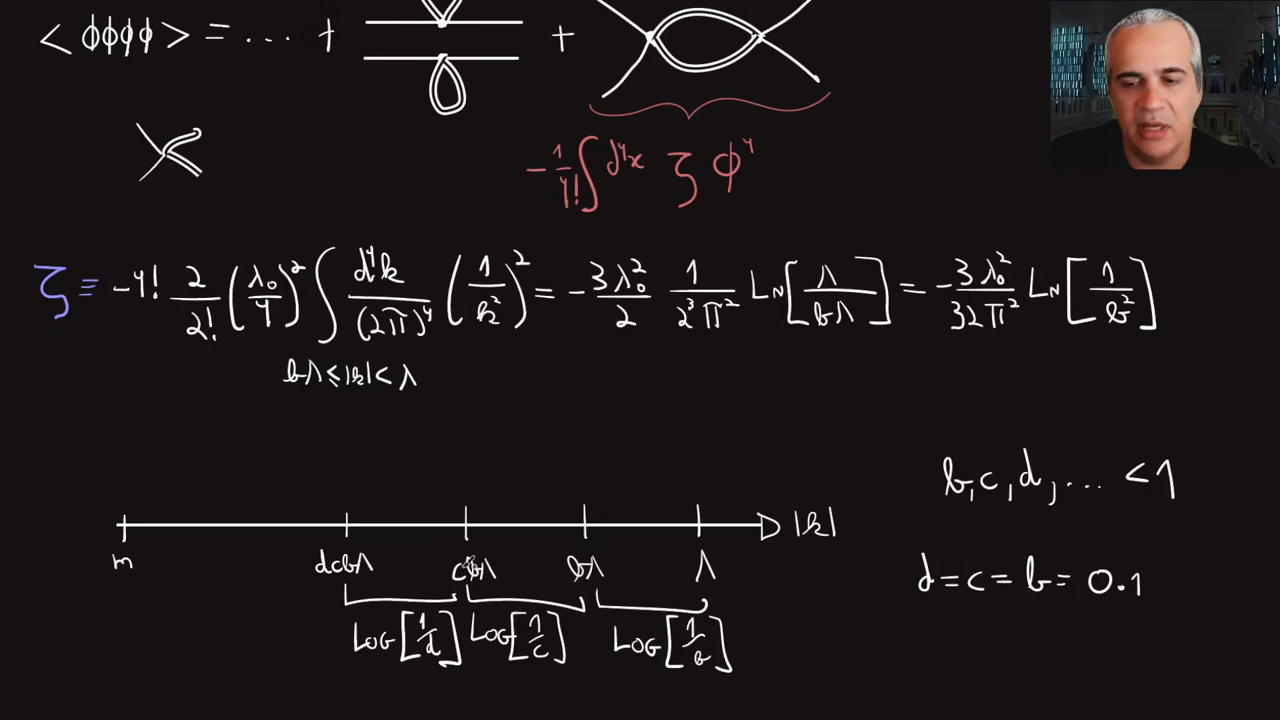 < ϕϕϕϕ > = ... + +
- 1/4! ∫ d⁴x ζ ϕ⁴
ζ ≡ -4! 2/2! (λ₀/4)² ∫ d⁴k/(2π)⁴ (1/k²)² = - 3λ₀²/2 1/2³π² LN[Λ/bΛ] = - 3λ₀²/32π² LN[1/b²]
bΛ ≤ |k| < Λ
b, c, d, ... < 1
|k|
m dcbΛ cbΛ bΛ Λ
d = c = b = 0.1
LOG[1/d] LOG[1/c] LOG[1/b]